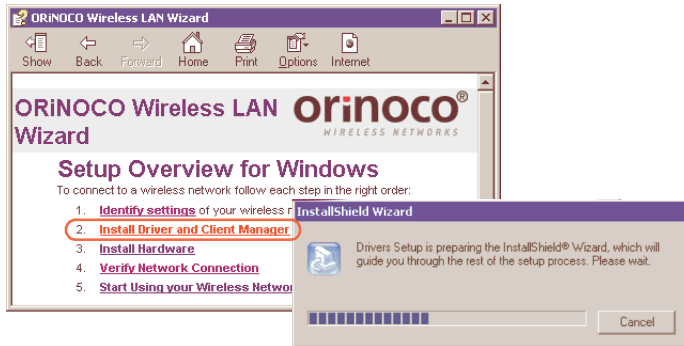 ORiNOCO Wireless LAN Wizard
Show Back Forward Home Print Options Internet
ORiNOCO Wireless LAN
Wizard
orinoco®
WIRELESS NETWORKS
Setup Overview for Windows
To connect to a wireless network follow each step in the right order:
1. Identify settings of your wireless
2. Install Driver and Client Manager
3. Install Hardware
4. Verify Network Connection
5. Start Using your Wireless
InstallShield Wizard
Drivers Setup is preparing the InstallShield® Wizard, which will
guide you through the rest of the setup process. Please wait.
Cancel